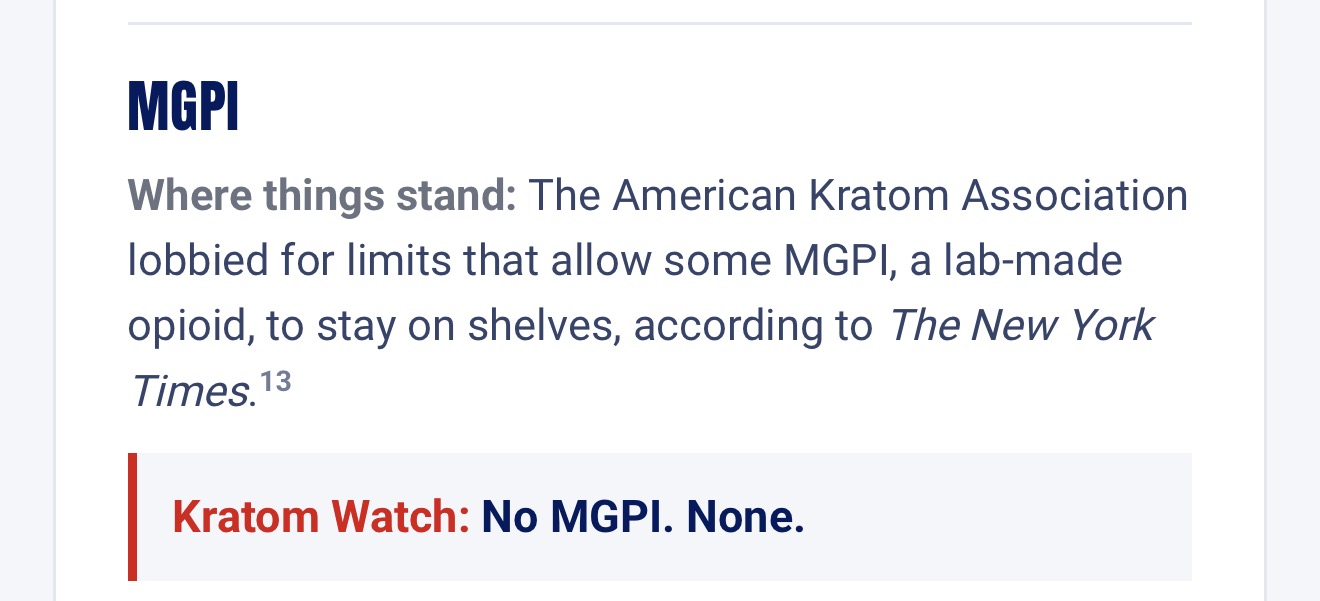 MGPI
Where things stand: The American Kratom Association
lobbied for limits that allow some MGPI, a lab-made
opioid, to stay on shelves, according to The New York
Times.13
Kratom Watch: No MGPI. None.